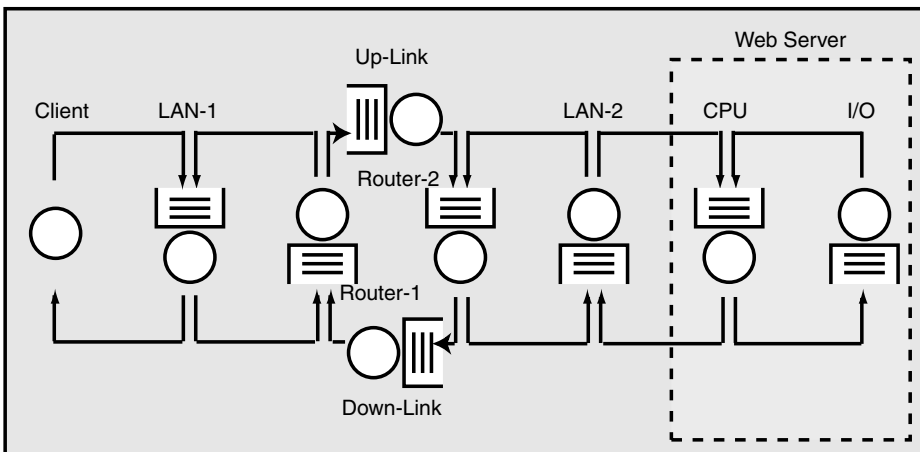 Web Server
Up-Link
Client
LAN-1
LAN-2
CPU
I/O
Router-2
Router-1
Down-Link